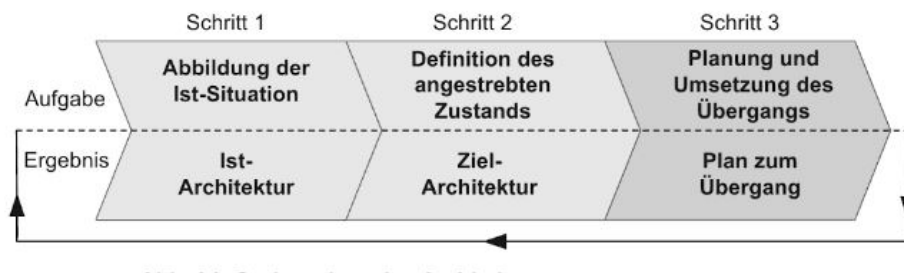 Schritt 1 Schritt 2 Schritt 3
Aufgabe
Abbildung der
Ist-Situation
Definition des
angestrebten
Zustands
Planung und
Umsetzung des
Übergangs
Ergebnis
Ist-
Architektur
Ziel-
Architektur
Plan zum
Übergang